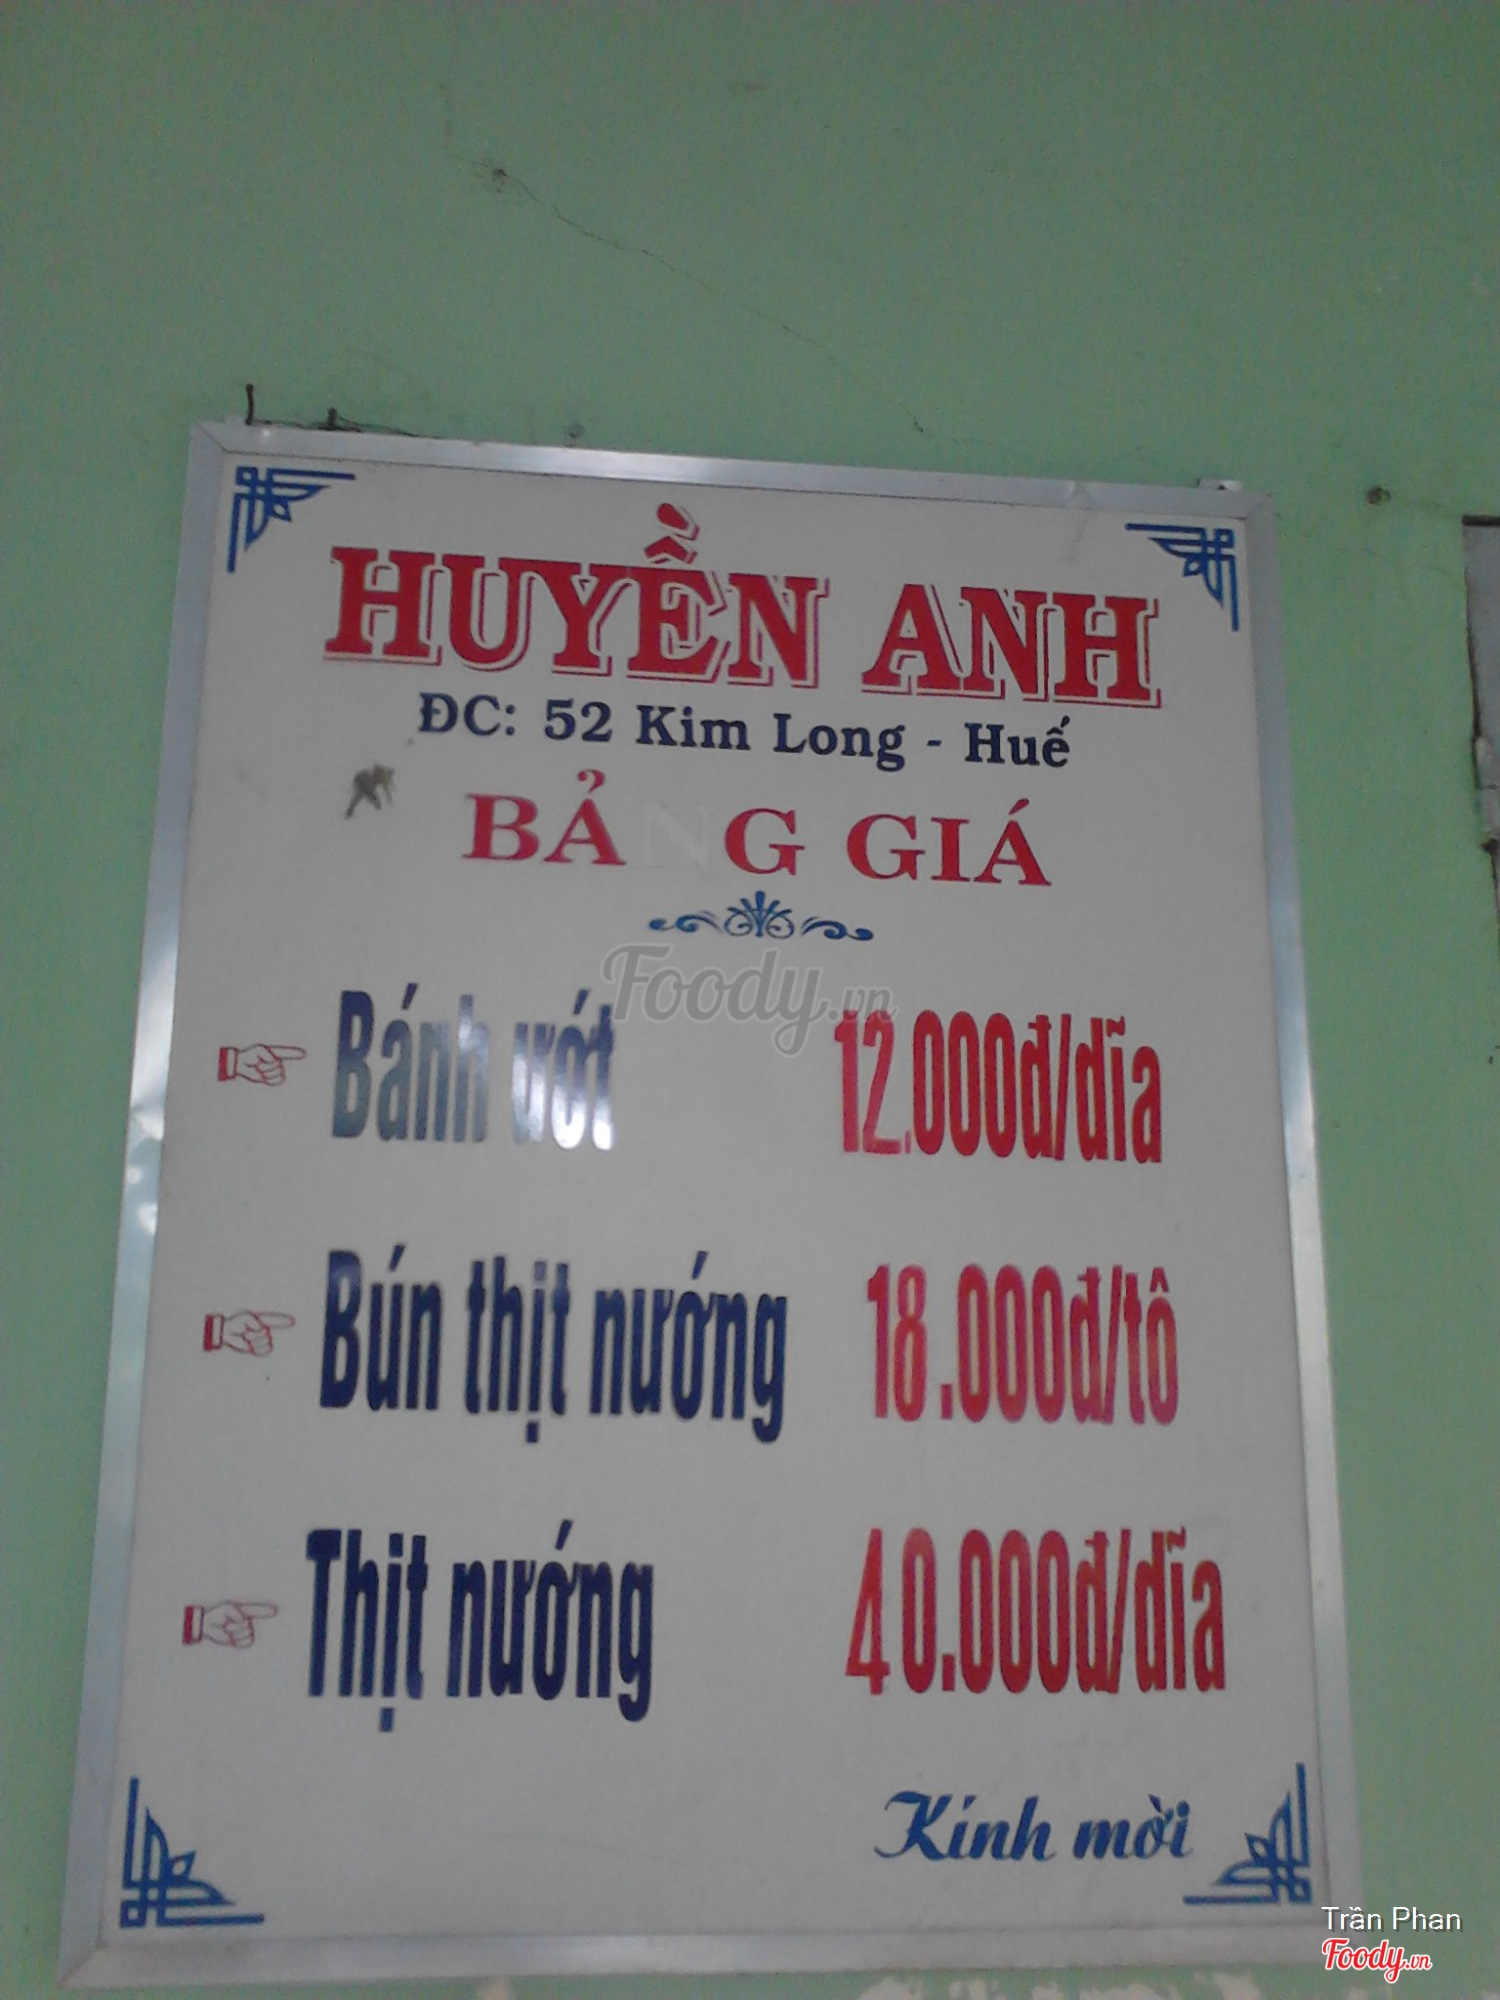 HUYỀN ANH
ĐC: 52 Kim Long - Huế
BẢNG GIÁ
Foody.vn
Bánh ướt 12.000đ/dĩa
Bún thịt nướng 18.000đ/tô
Thịt nướng 40.000đ/dĩa
Kính mời
Trần Phan
Foody.vn